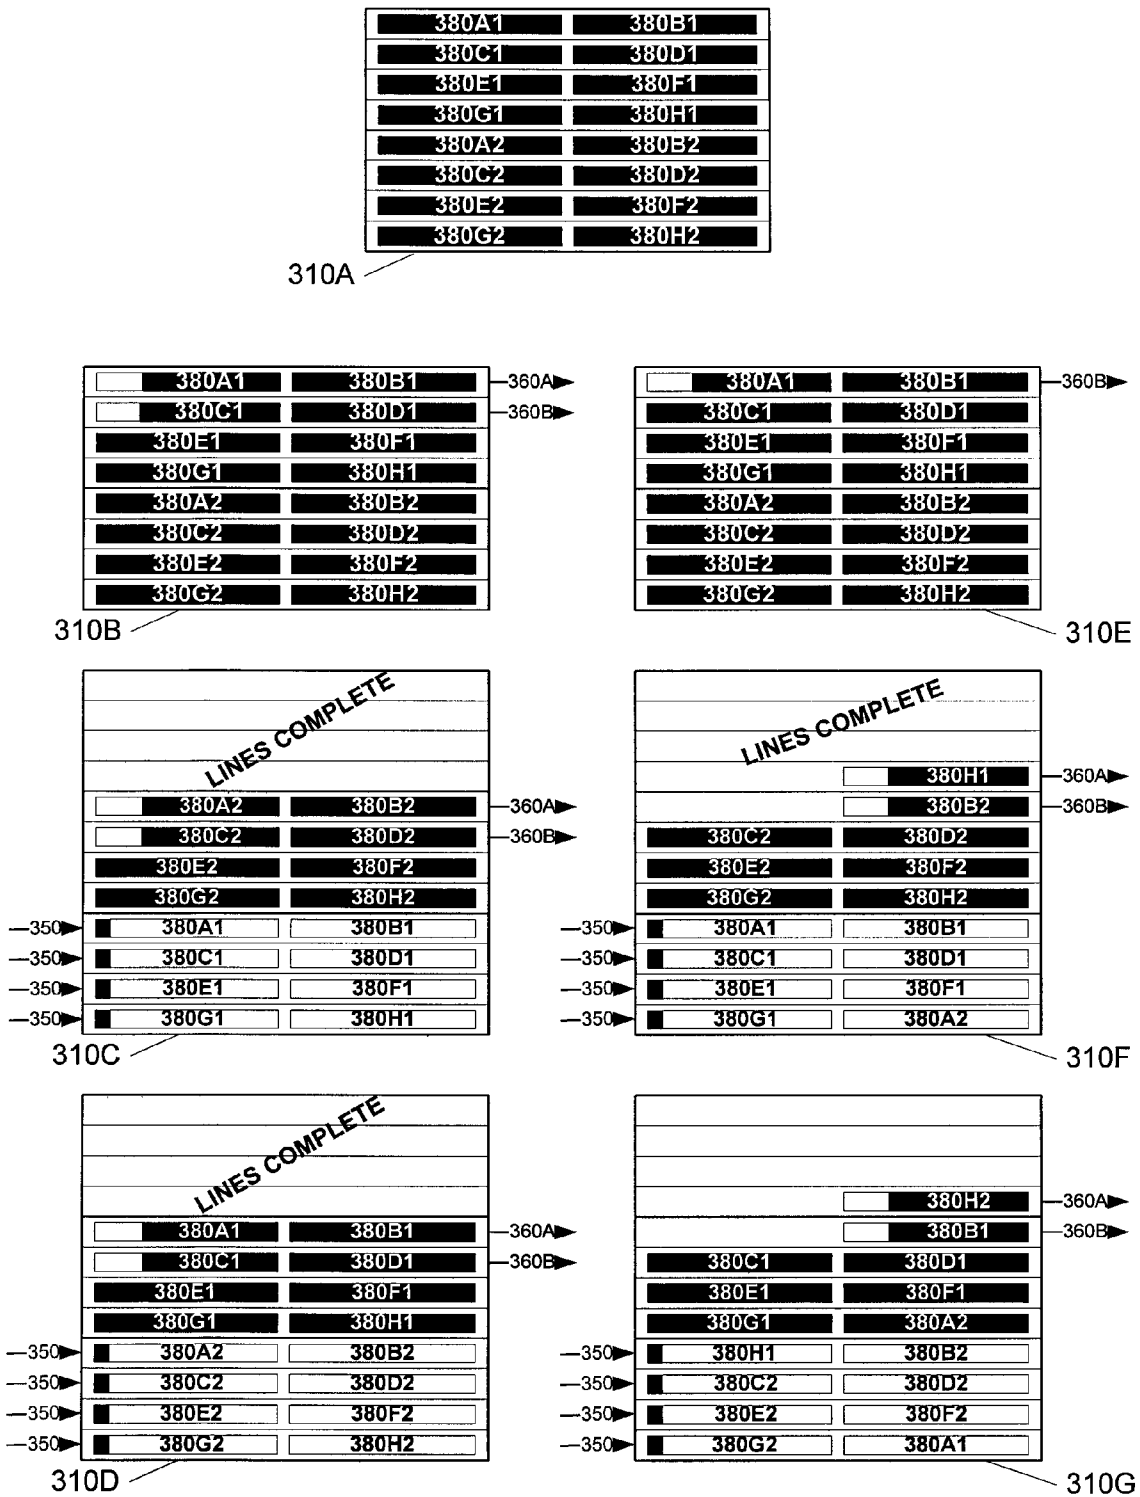 380A1 380B1
380C1 380D1
380E1 380F1
380G1 380H1
380A2 380B2
380C2 380D2
380E2 380F2
380G2 380H2
310A
380A1 380B1 360A
380C1 380D1 360B
380E1 380F1
380G1 380H1
380A2 380B2
380C2 380D2
380E2 380F2
380G2 380H2
310B
380A1 380B1 360B
380C1 380D1
380E1 380F1
380G1 380H1
380A2 380B2
380C2 380D2
380E2 380F2
380G2 380H2
310E
LINES COMPLETE
380A2 380B2 360A
380C2 380D2 360B
380E2 380F2
380G2 380H2
350 380A1 380B1
350 380C1 380D1
350 380E1 380F1
350 380G1 380H1
310C
LINES COMPLETE
380H1 360A
380B2 360B
380C2 380D2
380E2 380F2
380G2 380H2
350 380A1 380B1
350 380C1 380D1
350 380E1 380F1
350 380G1 380A2
310F
LINES COMPLETE
380A1 380B1 360A
380C1 380D1 360B
380E1 380F1
380G1 380H1
350 380A2 380B2
350 380C2 380D2
350 380E2 380F2
350 380G2 380H2
310D
380H2 360A
380B1 360B
380C1 380D1
380E1 380F1
380G1 380A2
350 380H1 380B2
350 380C2 380D2
350 380E2 380F2
350 380G2 380A1
310G